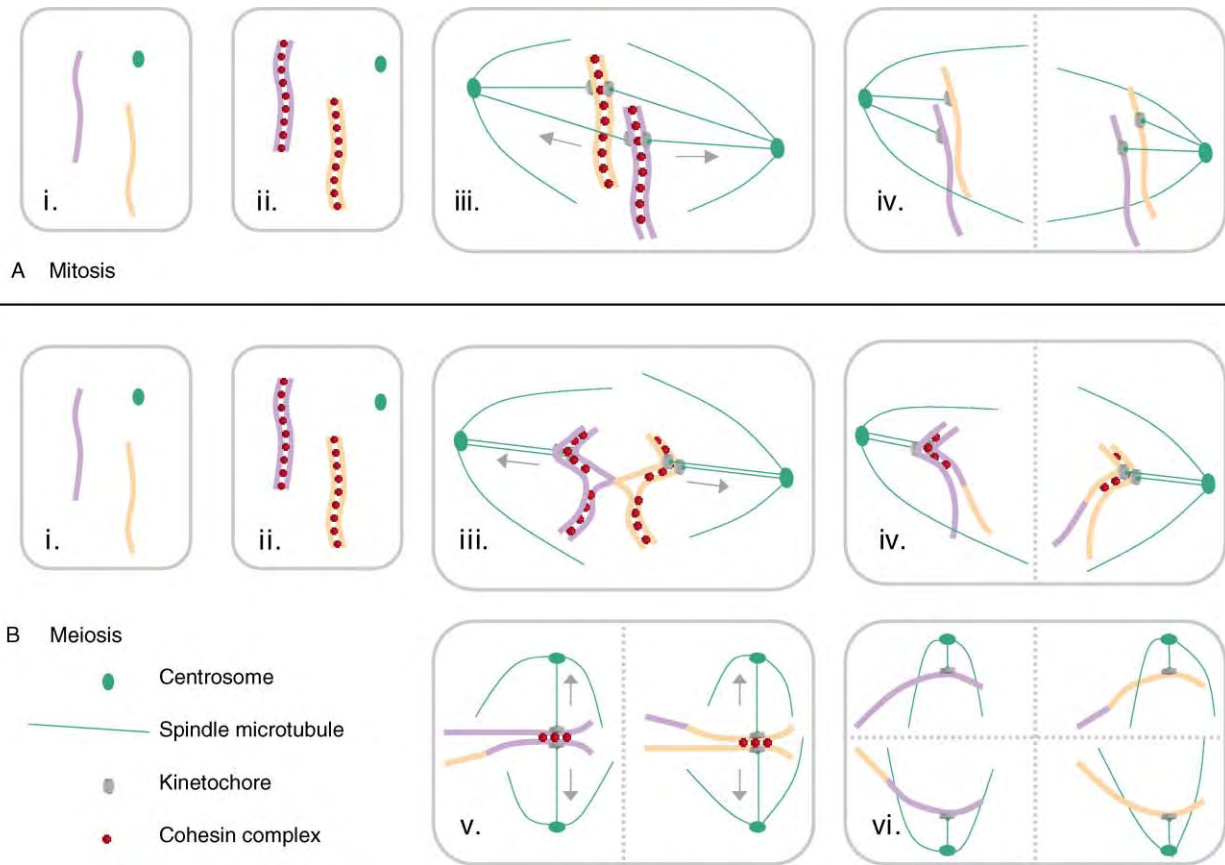 i.
ii.
iii.
iv.
A Mitosis
i.
ii.
iii.
iv.
B Meiosis
Centrosome
Spindle microtubule
Kinetochore
Cohesin complex
v.
vi.